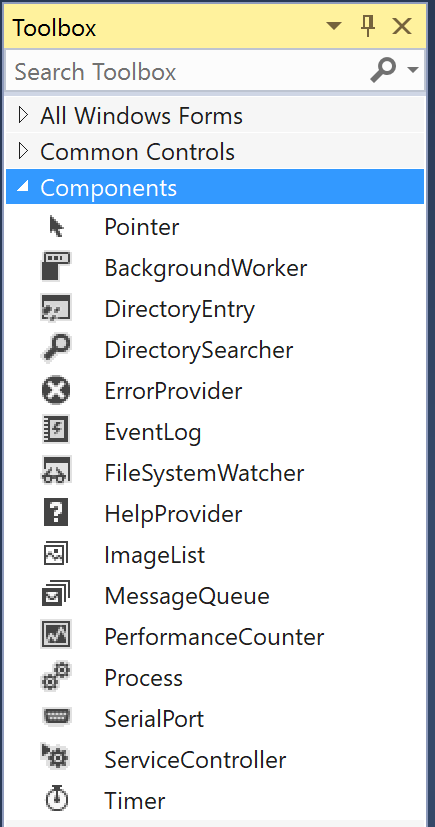 Toolbox
Search Toolbox
All Windows Forms
Common Controls
Components
Pointer
BackgroundWorker
DirectoryEntry
DirectorySearcher
ErrorProvider
EventLog
FileSystemWatcher
HelpProvider
ImageList
MessageQueue
PerformanceCounter
Process
SerialPort
ServiceController
Timer